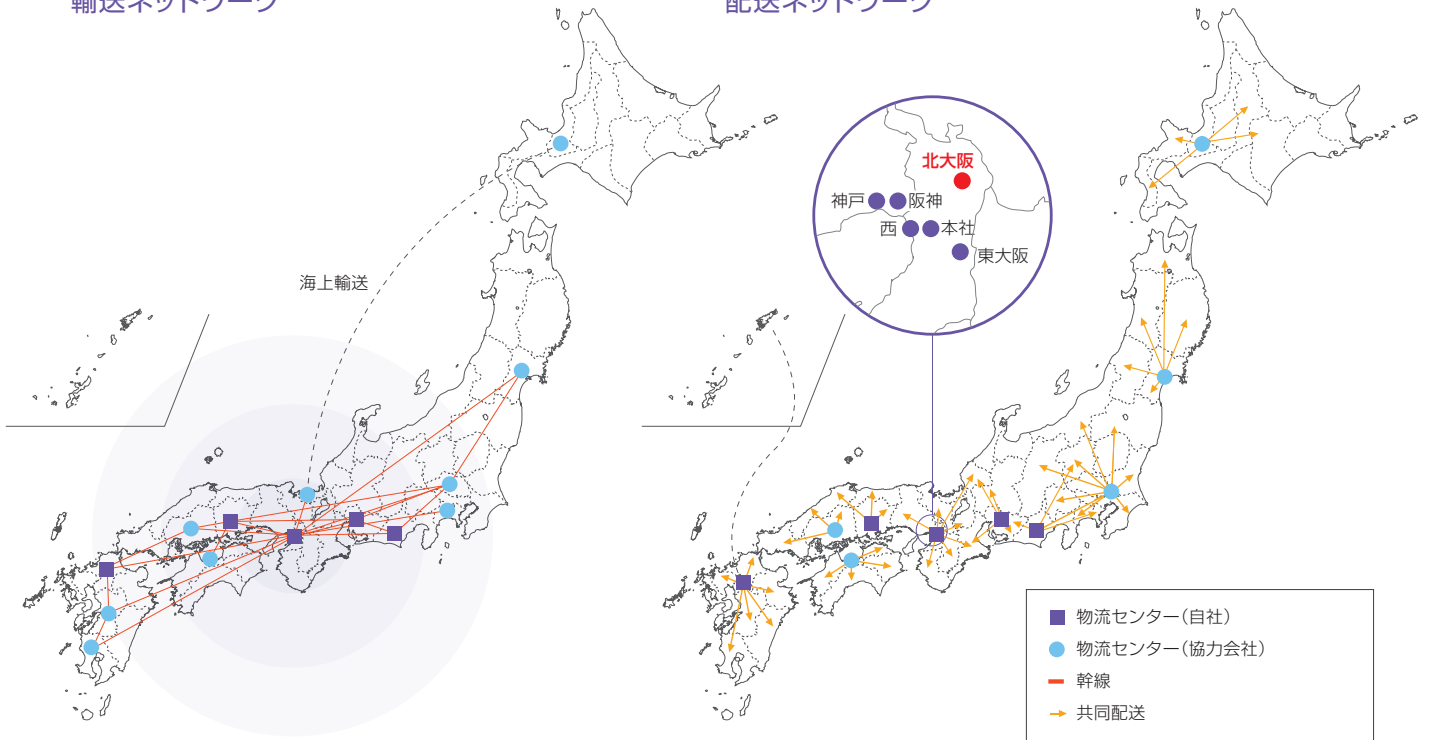 輸送ネットワーク
配送ネットワーク
海上輸送
北大阪
神戸
阪神
西
本社
東大阪
物流センター（自社）
物流センター（協力会社）
幹線
共同配送